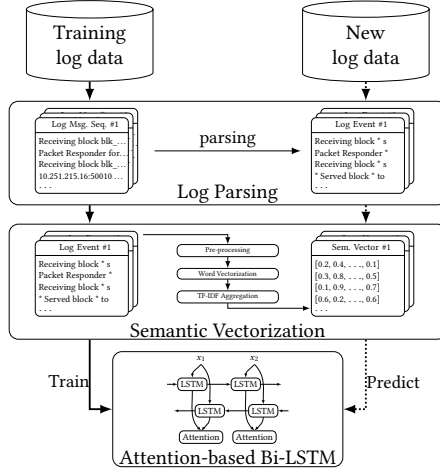 Training
log data
New
log data
Log Msg. Seq. #1
Receiving block blk_...
Packet Responder for...
Receiving block blk_...
10.251.215.16:50010 ...
...
parsing
Log Event #1
Receiving block * s
Packet Responder *
Receiving block * s
* Served block * to
...
Log Parsing
Log Event #1
Receiving block * s
Packet Responder *
Receiving block * s
* Served block * to
...
Pre-processing
Word Vectorization
TF-IDF Aggregation
Sem. Vector #1
[0.2, 0.4, ..., 0.1]
[0.3, 0.8, ..., 0.5]
[0.1, 0.9, ..., 0.7]
[0.6, 0.2, ..., 0.6]
...
Semantic Vectorization
Train
Predict
x1 x2
LSTM LSTM
LSTM LSTM
Attention Attention
Attention-based Bi-LSTM